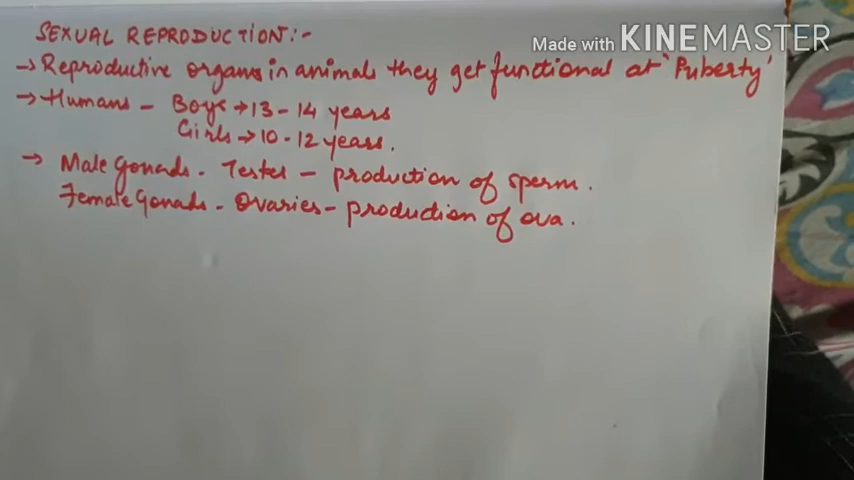 SEXUAL REPRODUCTION:-
Made with KINEMASTER
→ Reproductive organs in animals they get functional at 'Puberty'
→ Humans - Boys → 13 - 14 years
Girls → 10 - 12 years.
→ Male Gonads - Testes - production of sperm.
Female Gonads - Ovaries - production of ova.